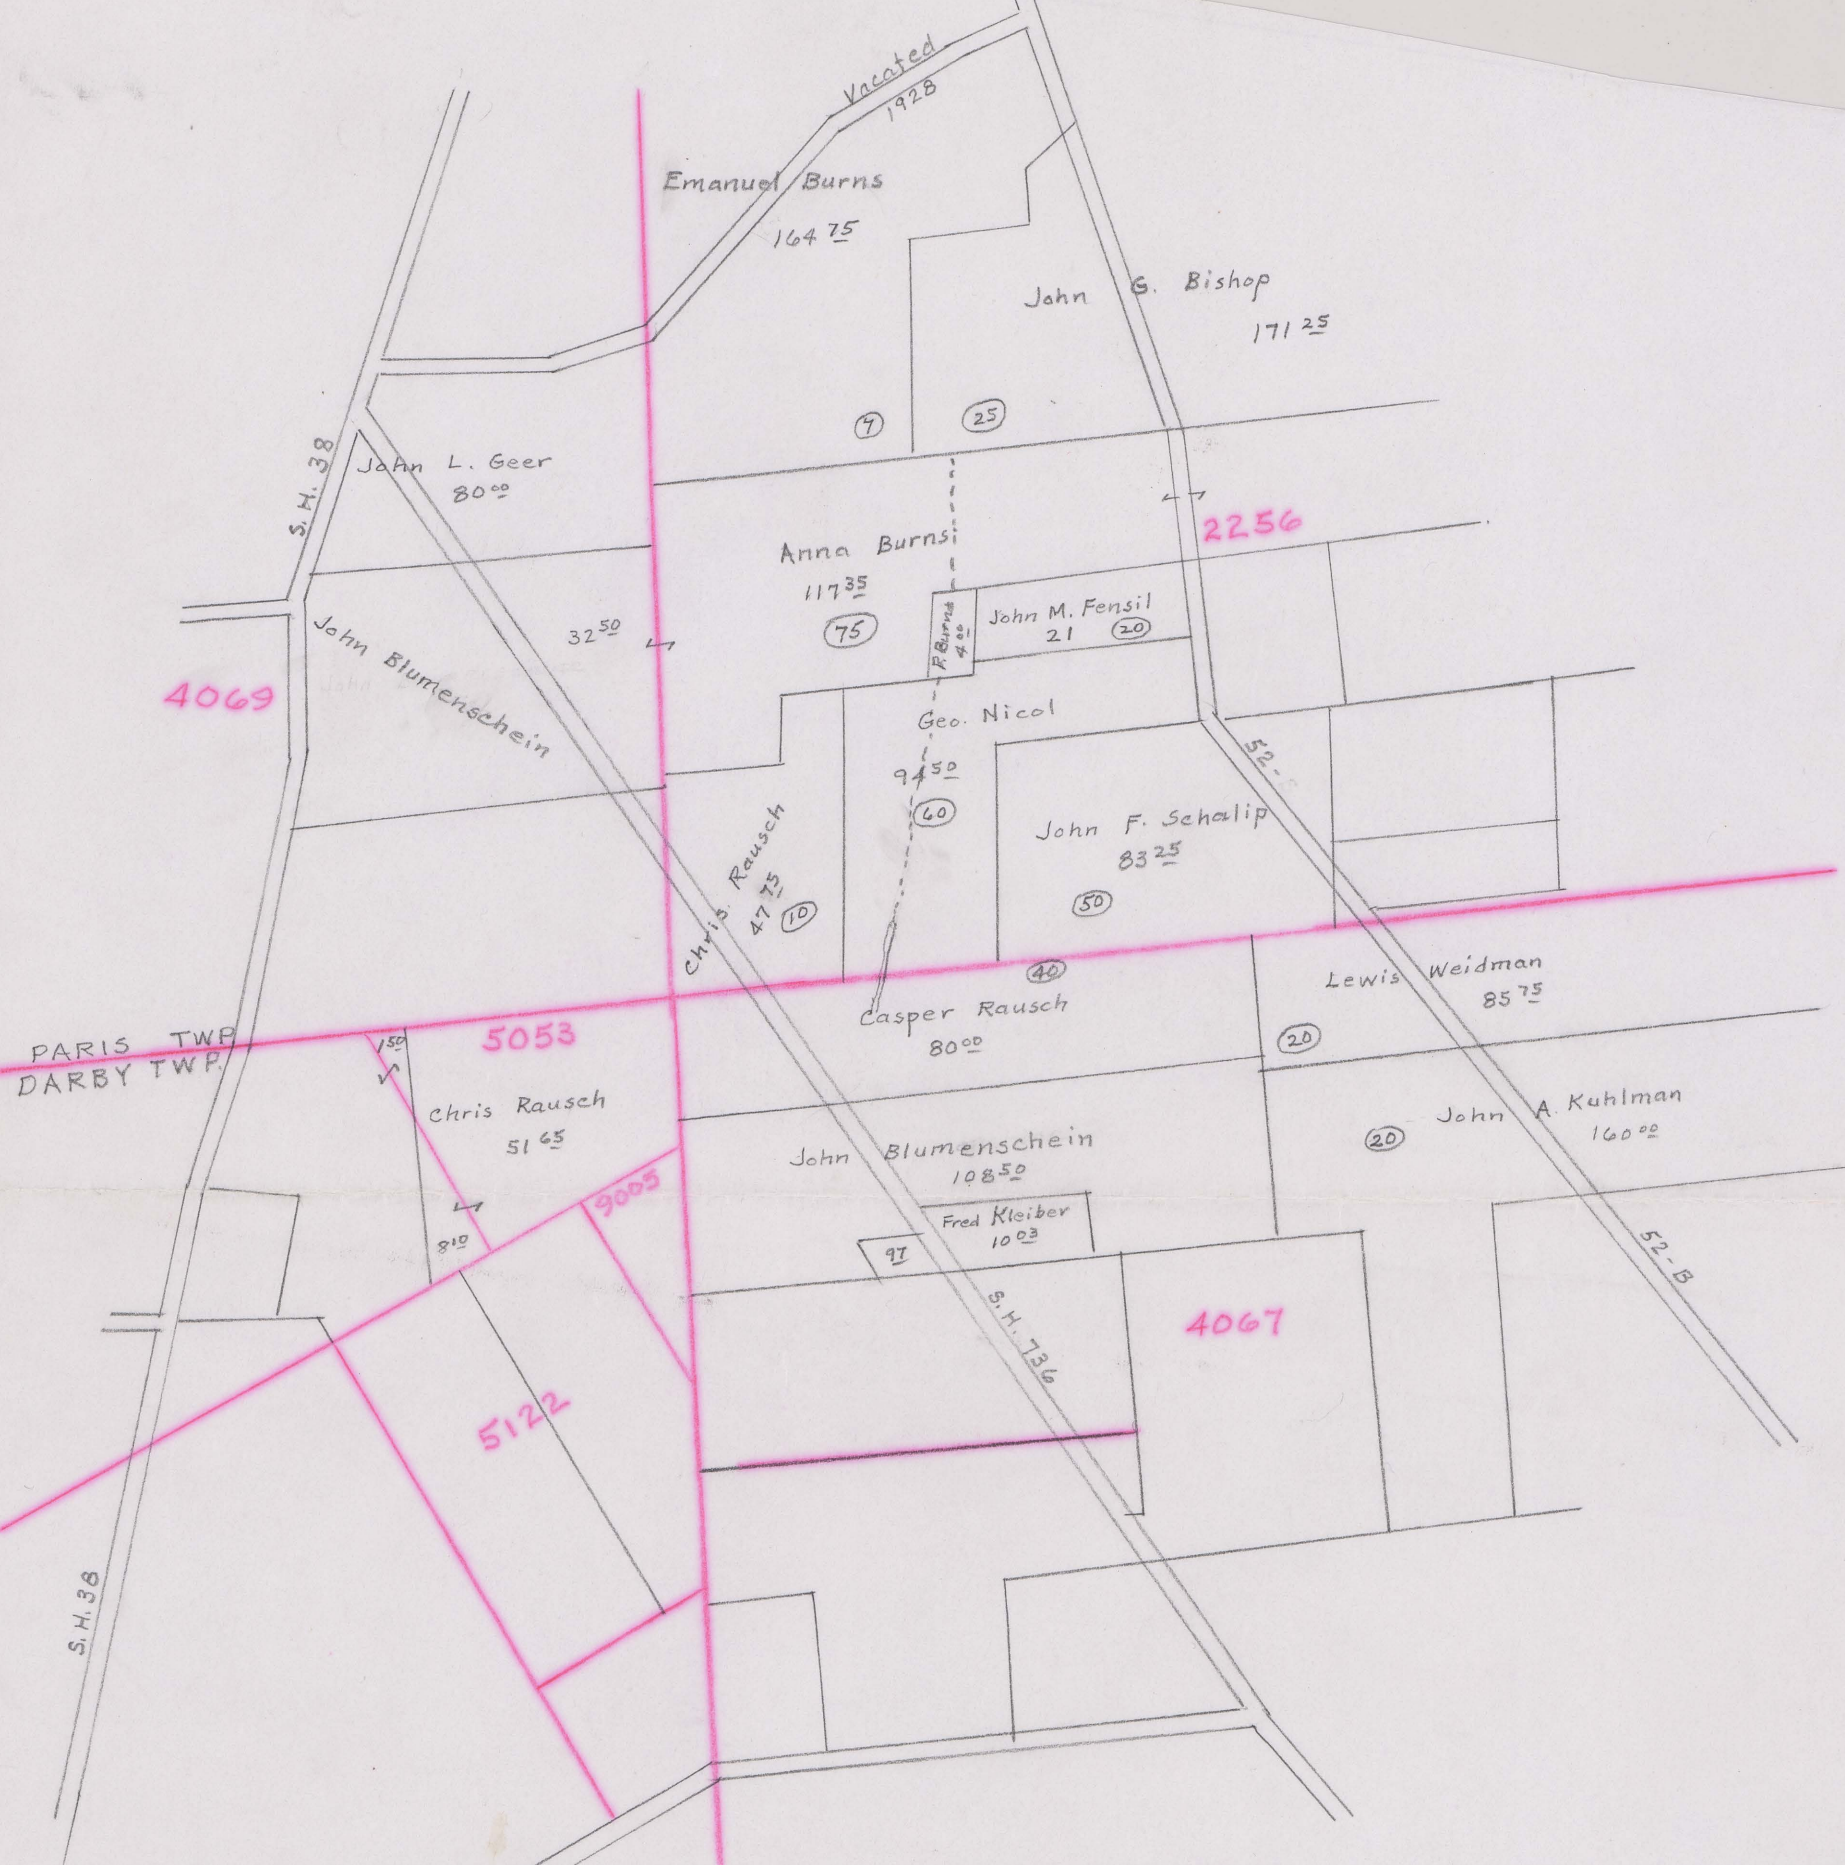 Vacated
1928
Emanuel Burns
164 75
John G. Bishop
171 25
7
25
S.H. 38
John L. Geer
80 00
2256
Anna Burns
117 35
75
P. Burns
4 00
John M. Fensil
21 20
32 50
John Blumenschein
4069
Geo. Nicol
94 50
60
52-
John F. Schalip
83 25
50
Chris. Rausch
47 75
10
40
Casper Rausch
80 00
Lewis Weidman
85 75
20
PARIS TWP.
DARBY TWP.
1 50
5053
Chris Rausch
51 65
John A. Kuhlman
160 00
20
John Blumenschein
108 50
9005
Fred Kleiber
10 03
97
8 10
52-B
S.H. 736
4067
5122
S.H. 38